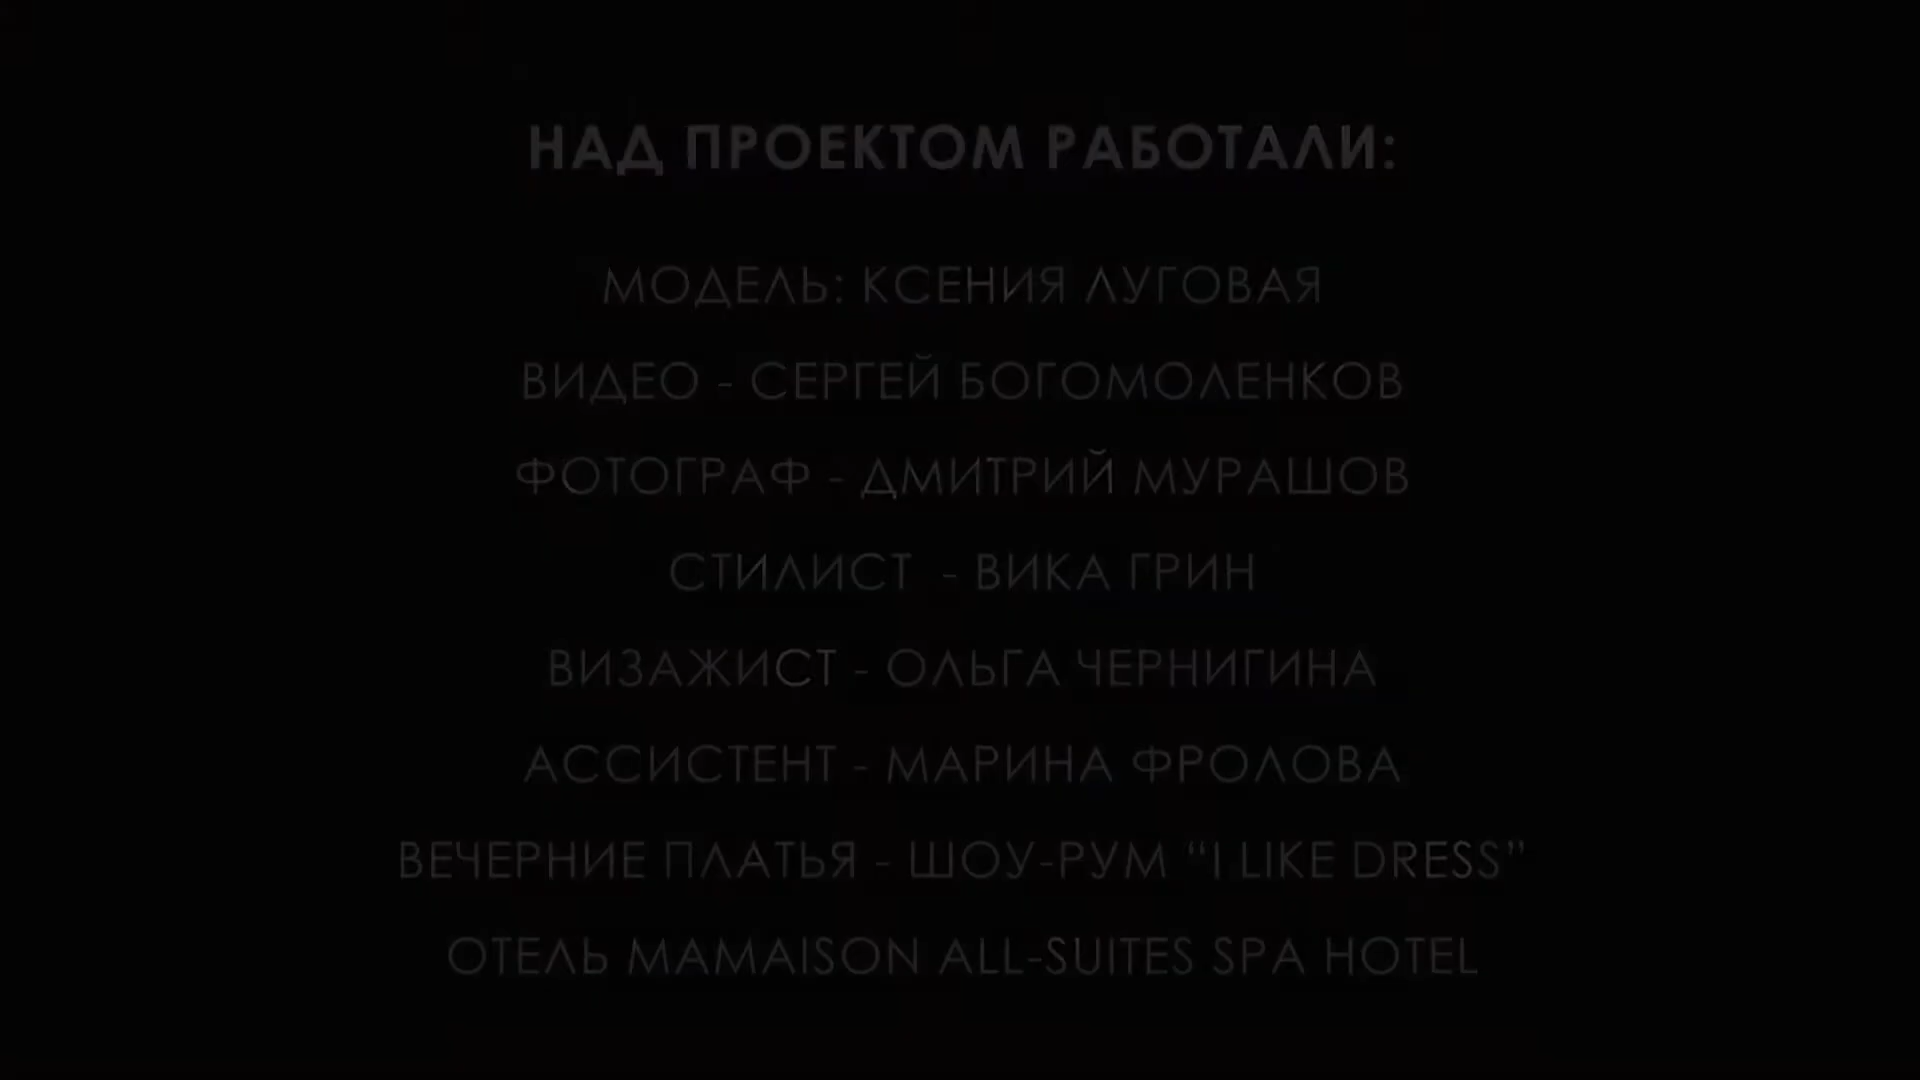 НАД ПРОЕКТОМ РАБОТАЛИ:
МОДЕЛЬ: КСЕНИЯ ЛУГОВАЯ
ВИДЕО - СЕРГЕЙ БОГОМОЛЕНКОВ
ФОТОГРАФ - ДМИТРИЙ МУРАШОВ
СТИЛИСТ - ВИКА ГРИН
ВИЗАЖИСТ - ОЛЬГА ЧЕРНИГИНА
АССИСТЕНТ - МАРИНА ФРОЛОВА
ВЕЧЕРНИЕ ПЛАТЬЯ - ШОУ-РУМ “I LIKE DRESS”
ОТЕЛЬ MAMAISON ALL-SUITES SPA HOTEL